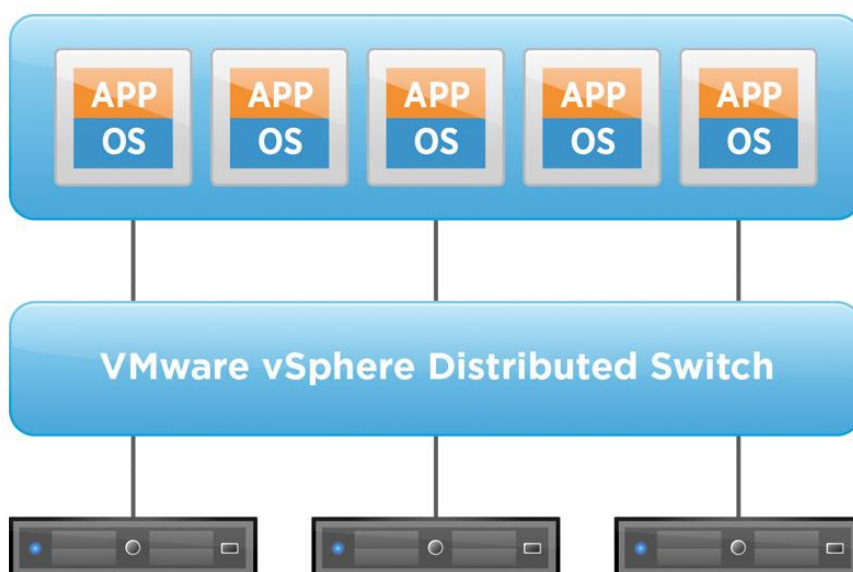 APP APP APP APP APP
OS OS OS OS OS
VMware vSphere Distributed Switch